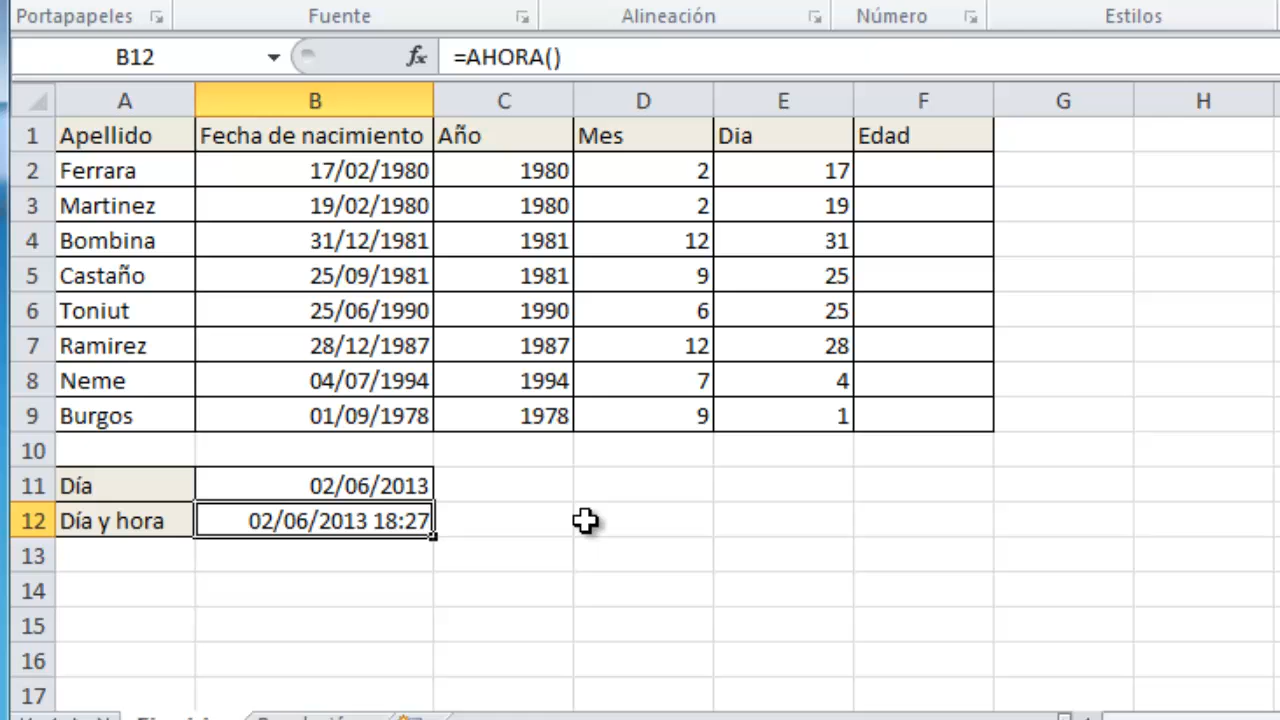 Portapapeles Fuente Alineación Número Estilos
B12 fx =AHORA()
A B C D E F G H
1 Apellido Fecha de nacimiento Año Mes Dia Edad
2 Ferrara 17/02/1980 1980 2 17
3 Martinez 19/02/1980 1980 2 19
4 Bombina 31/12/1981 1981 12 31
5 Castaño 25/09/1981 1981 9 25
6 Toniut 25/06/1990 1990 6 25
7 Ramirez 28/12/1987 1987 12 28
8 Neme 04/07/1994 1994 7 4
9 Burgos 01/09/1978 1978 9 1
10
11 Día 02/06/2013
12 Día y hora 02/06/2013 18:27
13
14
15
16
17